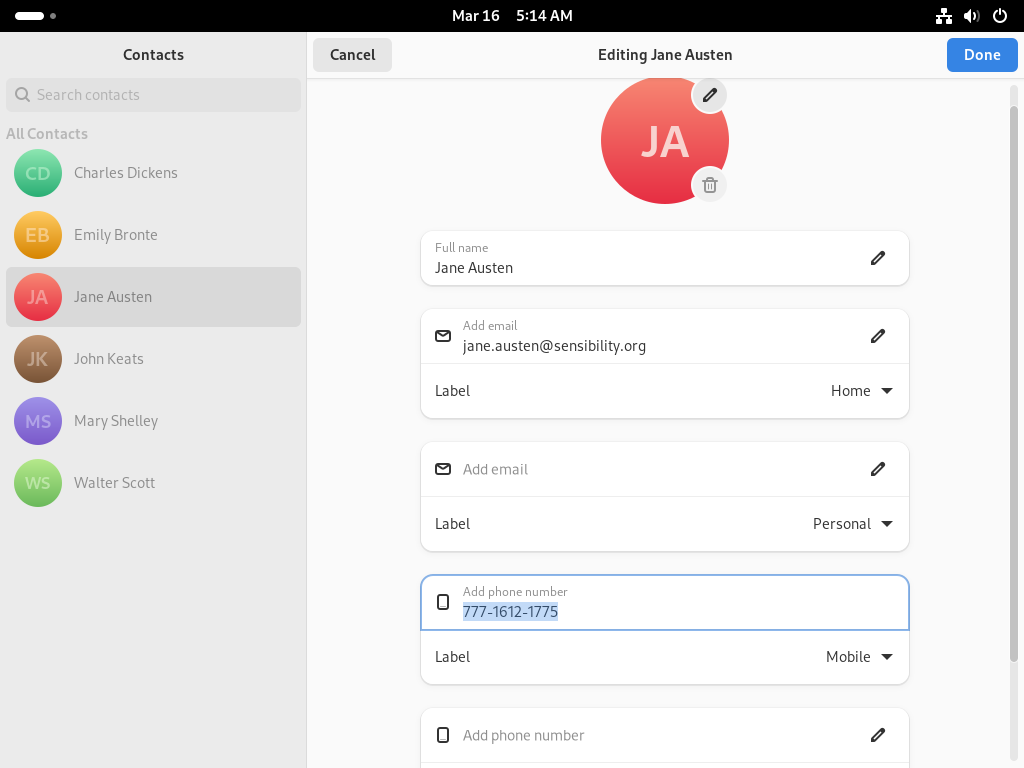 Mar 16 5:14 AM
Contacts
Cancel
Editing Jane Austen
Done
Search contacts
All Contacts
CD Charles Dickens
EB Emily Bronte
JA Jane Austen
JK John Keats
MS Mary Shelley
WS Walter Scott
JA
Full name
Jane Austen
Add email
jane.austen@sensibility.org
Label Home
Add email
Label Personal
Add phone number
777-1612-1775
Label Mobile
Add phone number